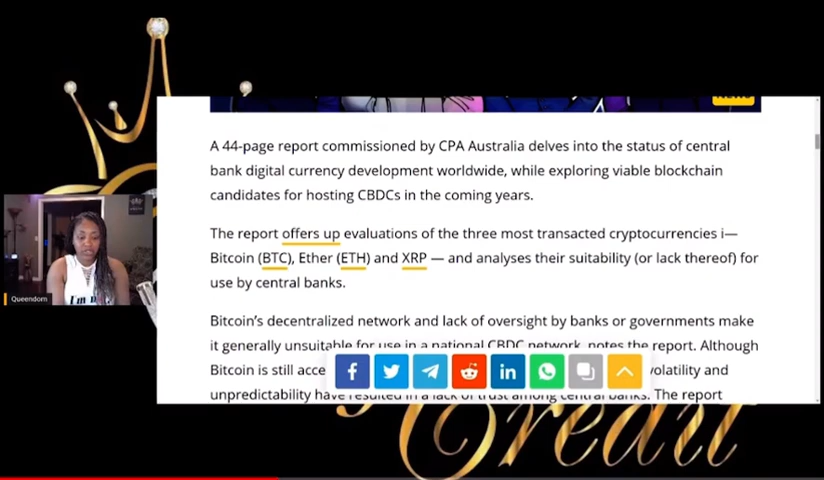 NEWS
A 44-page report commissioned by CPA Australia delves into the status of central
bank digital currency development worldwide, while exploring viable blockchain
candidates for hosting CBDCs in the coming years.
The report offers up evaluations of the three most transacted cryptocurrencies i—
Bitcoin (BTC), Ether (ETH) and XRP — and analyses their suitability (or lack thereof) for
use by central banks.
Queendom
Bitcoin's decentralized network and lack of oversight by banks or governments make
it generally unsuitable for use in a national CBDC network, notes the report. Although
Bitcoin is still acce volatility and
unpredictability have resulted in a lack of trust among central banks. The report
Credit